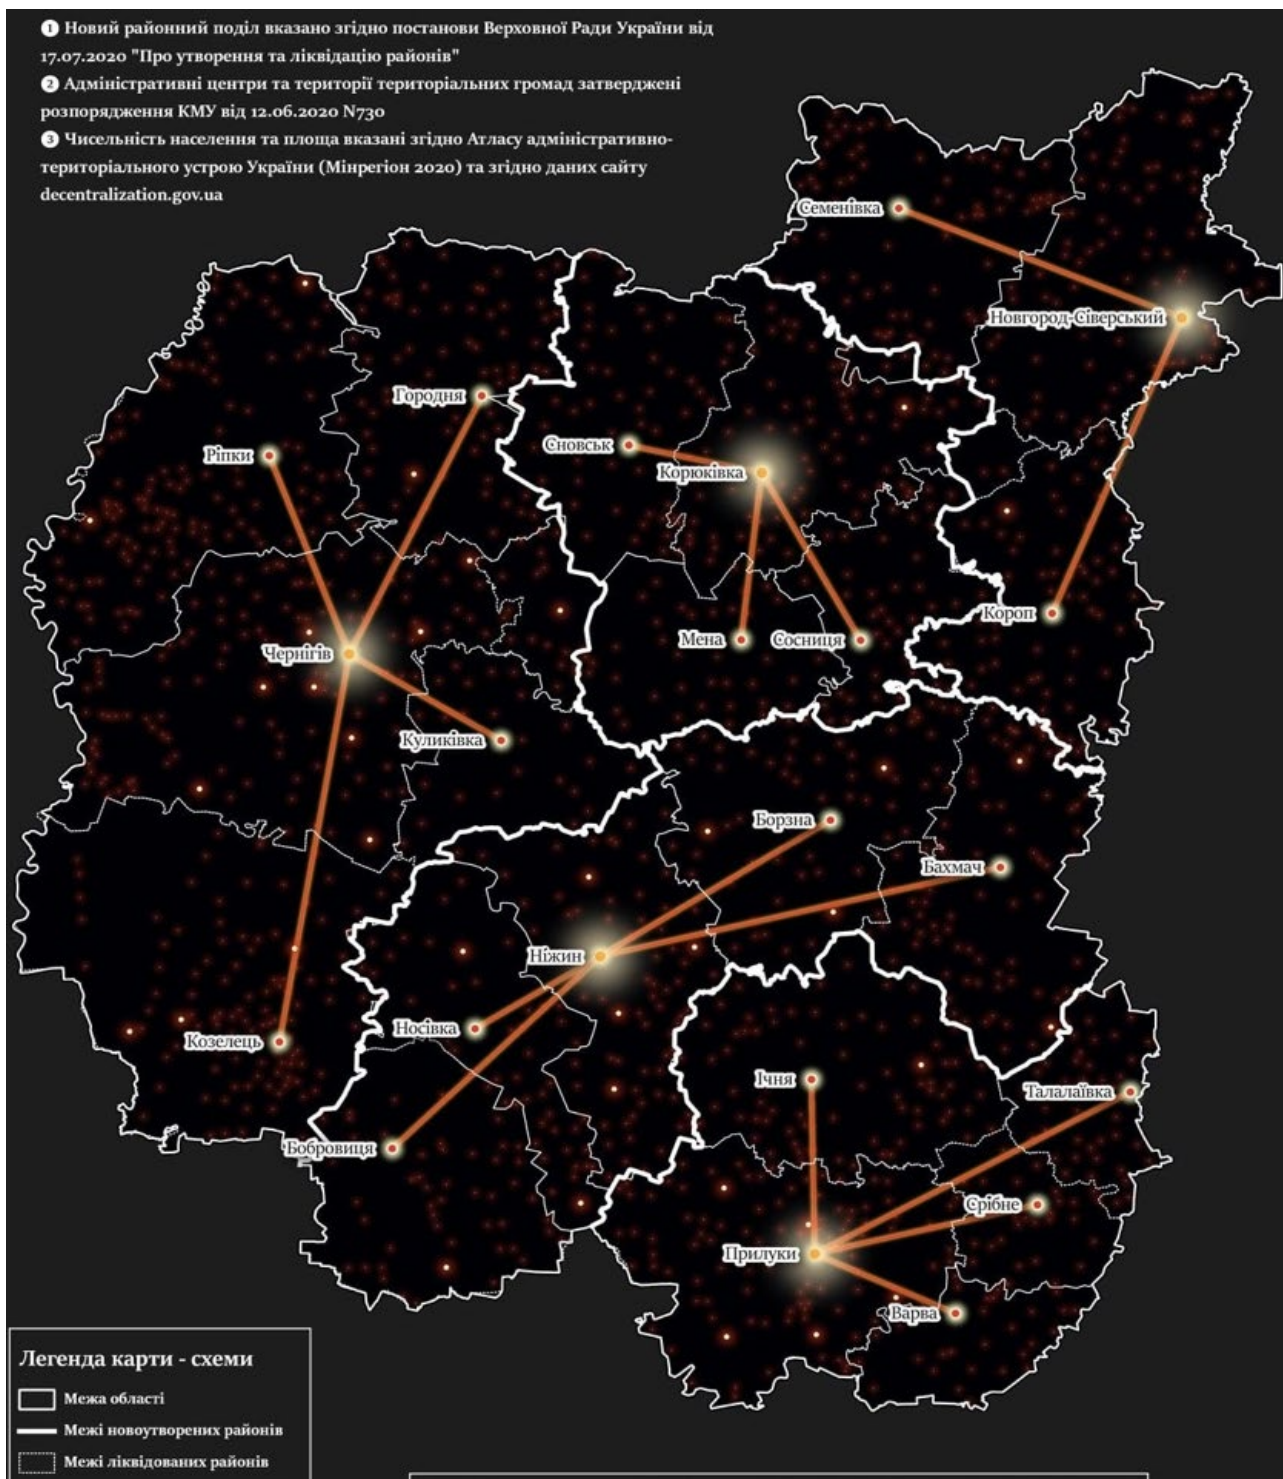 ❶ Новий районний поділ вказано згідно постанови Верховної Ради України від
17.07.2020 "Про утворення та ліквідацію районів"
❷ Адміністративні центри та території територіальних громад затверджені
розпорядження КМУ від 12.06.2020 N730
❸ Чисельність населення та площа вказані згідно Атласу адміністративно-
територіального устрою України (Мінрегіон 2020) та згідно даних сайту
decentralization.gov.ua
Семенівка
Новгород-Сіверський
Городня
Сновськ
Ріпки
Корюківка
Короп
Мена
Сосниця
Чернігів
Куликівка
Борзна
Бахмач
Ніжин
Носівка
Козелець
Ічня
Талалаївка
Бобровиця
Срібне
Прилуки
Варва
Легенда карти - схеми
Межа області
Межі новоутворених районів
Межі ліквідованих районів